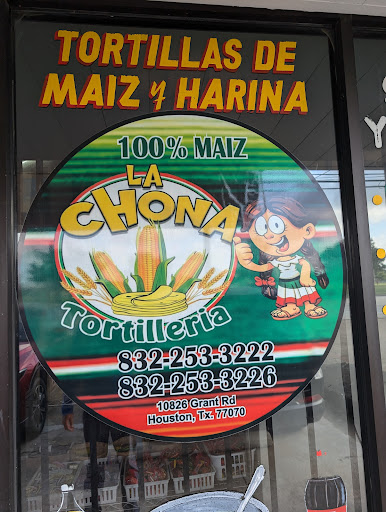 TORTILLAS DE
MAIZ y HARINA
100% MAIZ
LA
CHONA
Tortilleria
832-253-3222
832-253-3226
10826 Grant Rd
Houston, Tx. 77070